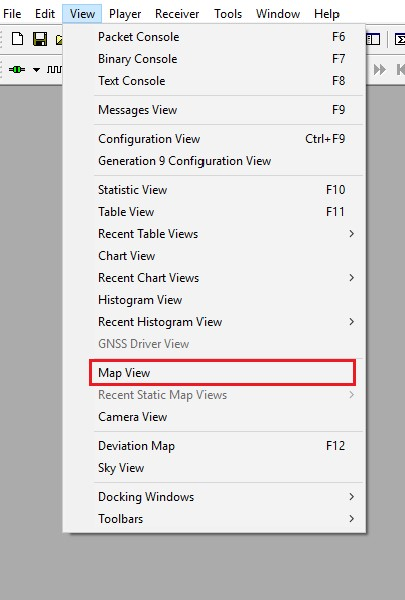 File Edit View Player Receiver Tools Window Help
Packet Console F6
Binary Console F7
Text Console F8
Messages View F9
Configuration View Ctrl+F9
Generation 9 Configuration View
Statistic View F10
Table View F11
Recent Table Views
Chart View
Recent Chart Views
Histogram View
Recent Histogram View
GNSS Driver View
Map View
Recent Static Map Views
Camera View
Deviation Map F12
Sky View
Docking Windows
Toolbars